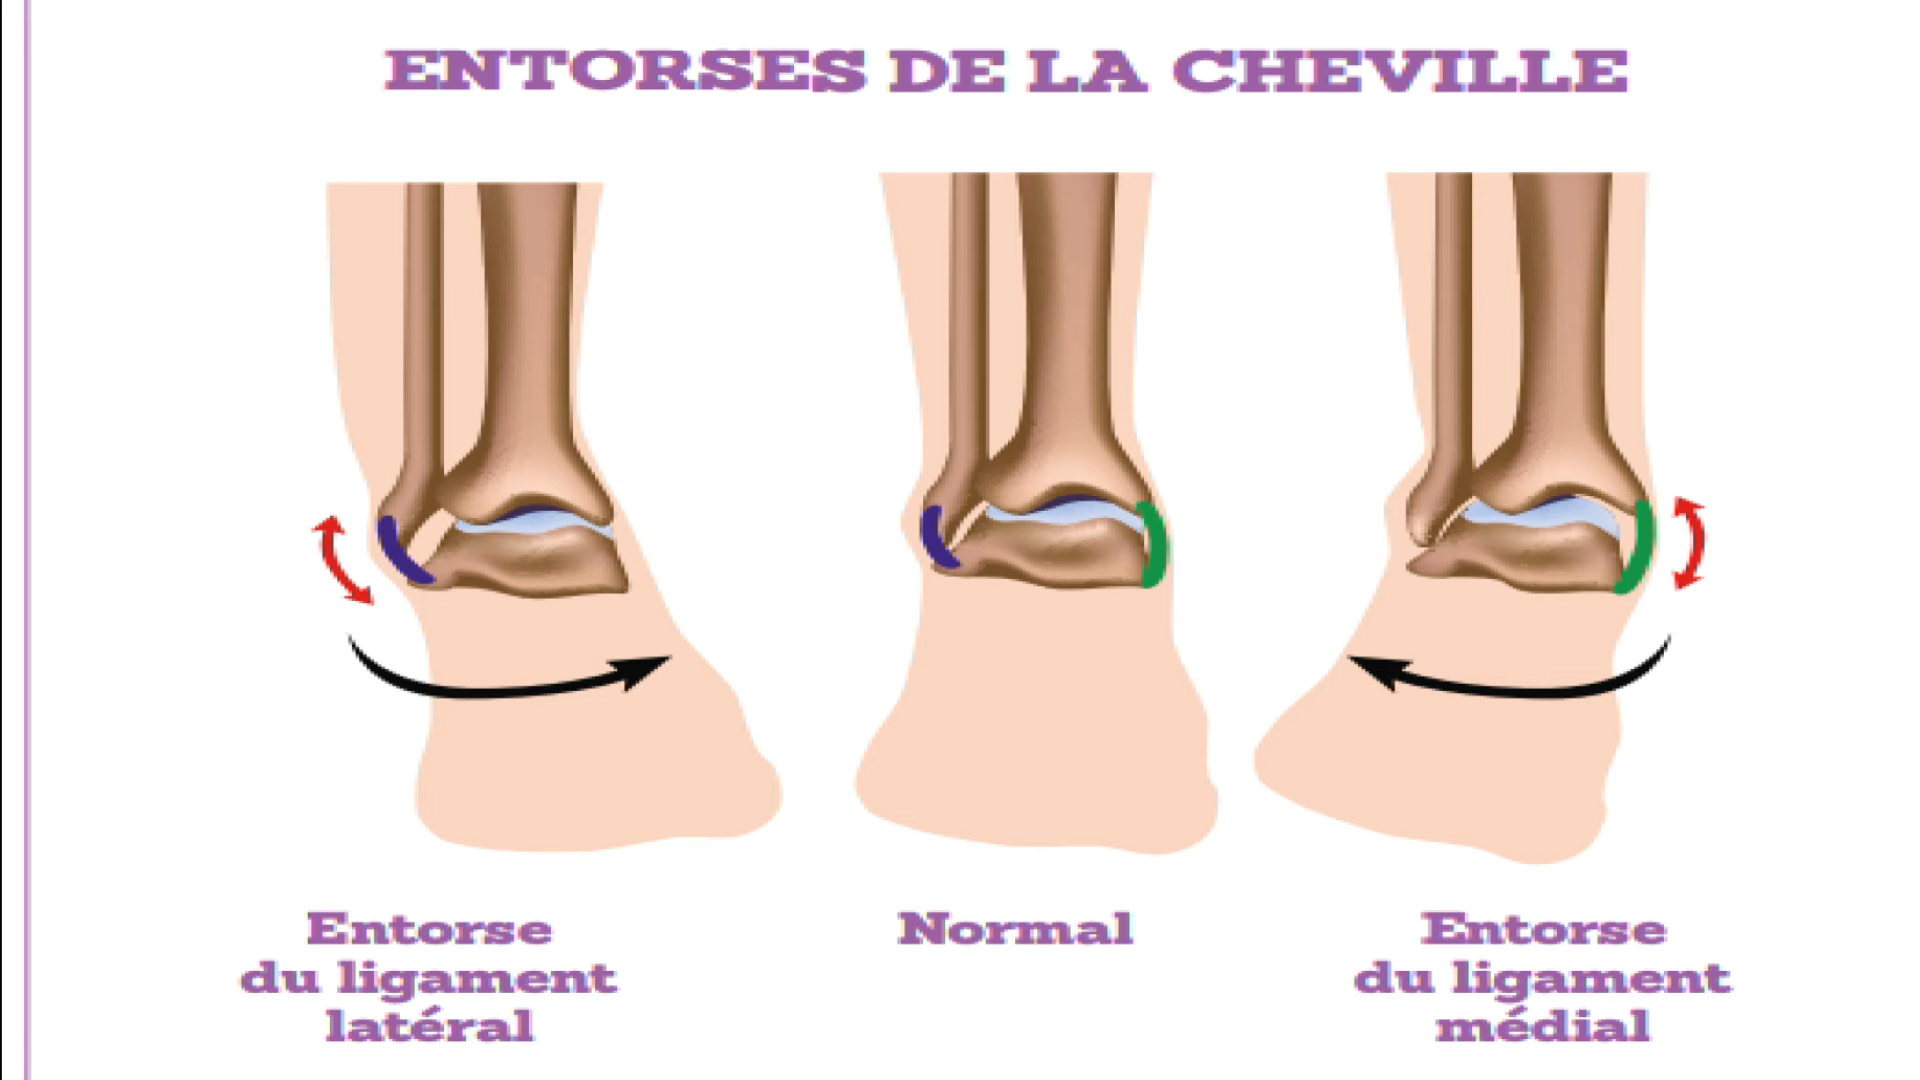 ENTORSES DE LA CHEVILLE
Entorse
du ligament
latéral
Normal
Entorse
du ligament
médial